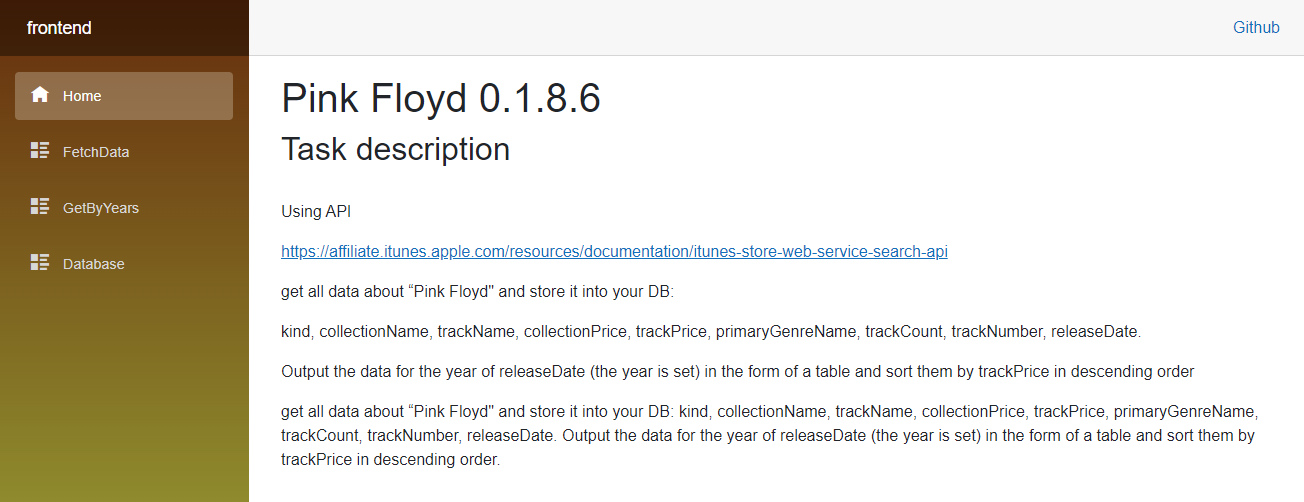 frontend
Github
Home
FetchData
GetByYears
Database
Pink Floyd 0.1.8.6
Task description
Using API
https://affiliate.itunes.apple.com/resources/documentation/itunes-store-web-service-search-api
get all data about “Pink Floyd" and store it into your DB:
kind, collectionName, trackName, collectionPrice, trackPrice, primaryGenreName, trackCount, trackNumber, releaseDate.
Output the data for the year of releaseDate (the year is set) in the form of a table and sort them by trackPrice in descending order
get all data about “Pink Floyd" and store it into your DB: kind, collectionName, trackName, collectionPrice, trackPrice, primaryGenreName,
trackCount, trackNumber, releaseDate. Output the data for the year of releaseDate (the year is set) in the form of a table and sort them by
trackPrice in descending order.